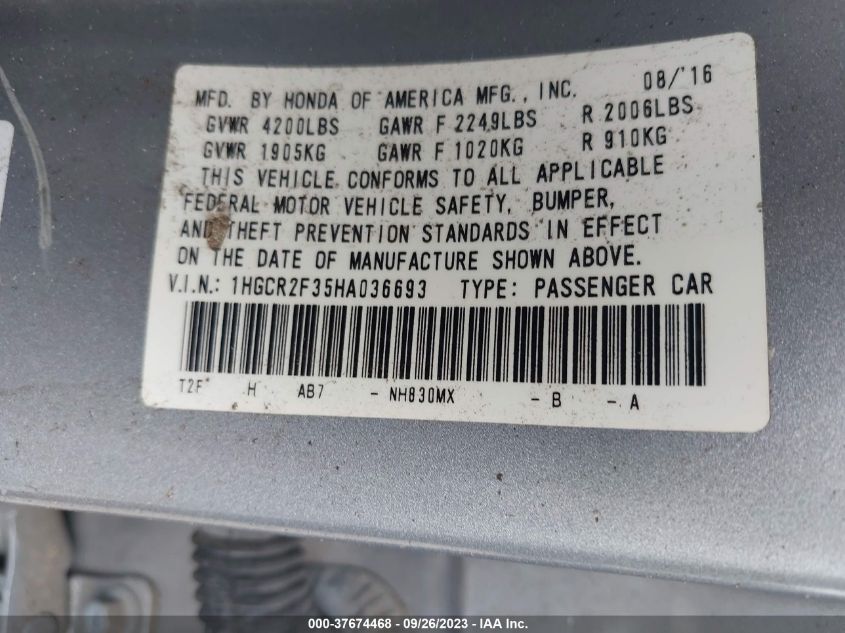 MFD. BY HONDA OF AMERICA MFG., INC. 08/'16
GVWR 4200LBS GAWR F 2249LBS R 2006LBS
GVWR 1905KG GAWR F 1020KG R 910KG
THIS VEHICLE CONFORMS TO ALL APPLICABLE
FEDERAL MOTOR VEHICLE SAFETY, BUMPER,
AND THEFT PREVENTION STANDARDS IN EFFECT
ON THE DATE OF MANUFACTURE SHOWN ABOVE.
V.I.N.: 1HGCR2F35HA036693 TYPE: PASSENGER CAR
T2F H AB7 - NH830MX - B - A
000-37674468 - 09/26/2023 - IAA Inc.